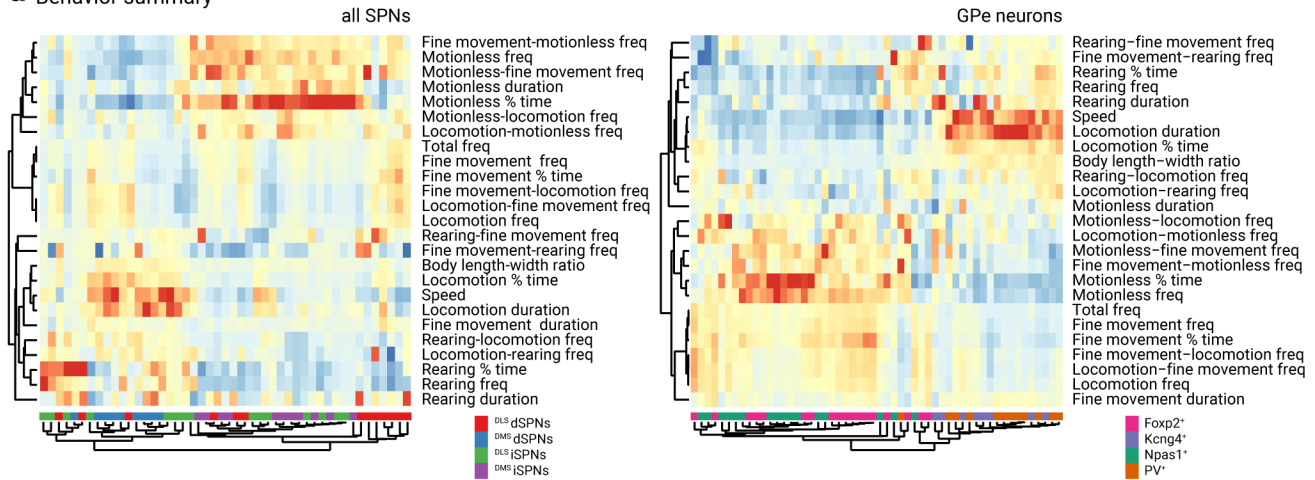 Behavior summary
all SPNs
Fine movement-motionless freq
Motionless freq
Motionless-fine movement freq
Motionless duration
Motionless % time
Motionless-locomotion freq
Locomotion-motionless freq
Total freq
Fine movement freq
Fine movement % time
Fine movement-locomotion freq
Locomotion-fine movement freq
Locomotion freq
Rearing-fine movement freq
Fine movement-rearing freq
Body length-width ratio
Locomotion % time
Speed
Locomotion duration
Fine movement duration
Rearing-locomotion freq
Locomotion-rearing freq
Rearing % time
Rearing freq
Rearing duration
DLS dSPNs
DMS dSPNs
DLS iSPNs
DMS iSPNs
GPe neurons
Rearing−fine movement freq
Fine movement−rearing freq
Rearing % time
Rearing freq
Rearing duration
Speed
Locomotion duration
Locomotion % time
Body length−width ratio
Rearing−locomotion freq
Locomotion−rearing freq
Motionless duration
Motionless−locomotion freq
Locomotion−motionless freq
Motionless−fine movement freq
Fine movement−motionless freq
Motionless % time
Motionless freq
Total freq
Fine movement freq
Fine movement % time
Fine movement−locomotion freq
Locomotion−fine movement freq
Locomotion freq
Fine movement duration
Foxp2⁺
Kcng4⁺
Npas1⁺
PV⁺